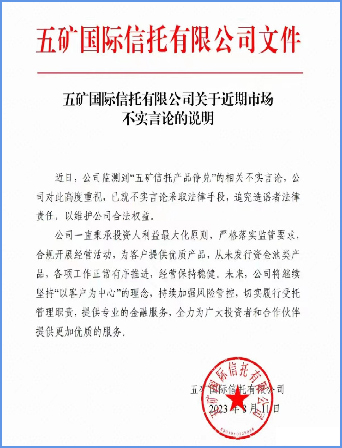 五矿国际信托有限公司文件
五矿国际信托有限公司关于近期市场
不实言论的说明
近日，公司监测到“五矿信托产品待兑”的相关不实言论，公
司对此高度重视，已就不实言论采取法律手段，追究造谣者法律
责任，以维护公司合法权益。
公司一直秉承投资人利益最大化原则，严格落实监管要求，
合规开展经营活动，为客户提供优质产品，从未发行资金池类产
品，各项工作正常有序推进，经营保持稳健。未来，公司将继续
坚持“以客户为中心”的理念，持续加强风险管控，切实履行受托
管理职责，提供专业的金融服务，全力为广大投资者和合作伙伴
提供更加优质的服务。
五矿国际信托有限公司
2023年8月11日
五矿国际信托有限公司